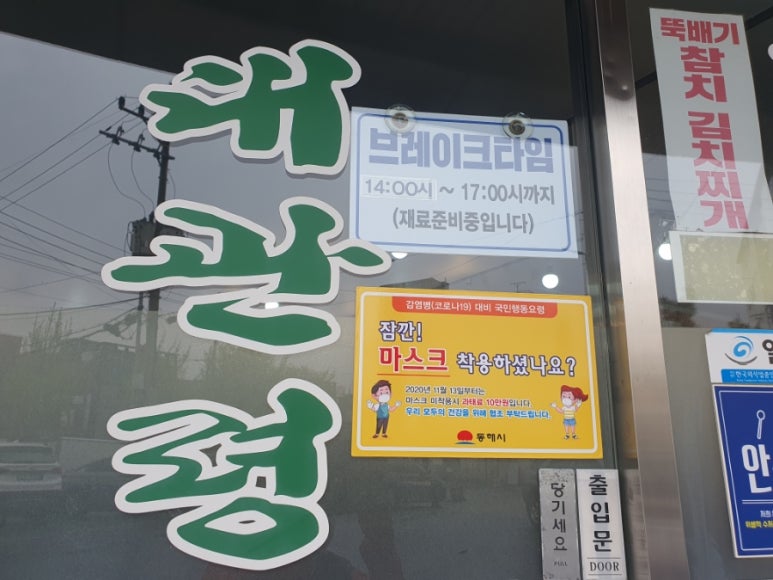 대관령
브레이크타임
14:00시 ~ 17:00시까지
(재료준비중입니다)
감염병(코로나19) 대비 국민행동요령
잠깐!
마스크 착용하셨나요?
2020년 11월 13일부터는
마스크 미착용시 과태료 10만원입니다.
우리 모두의 건강을 위해 협조 부탁드립니다.
동해시
당기세요
PULL
출입문
DOOR
뚝배기
참치 김치찌개
안